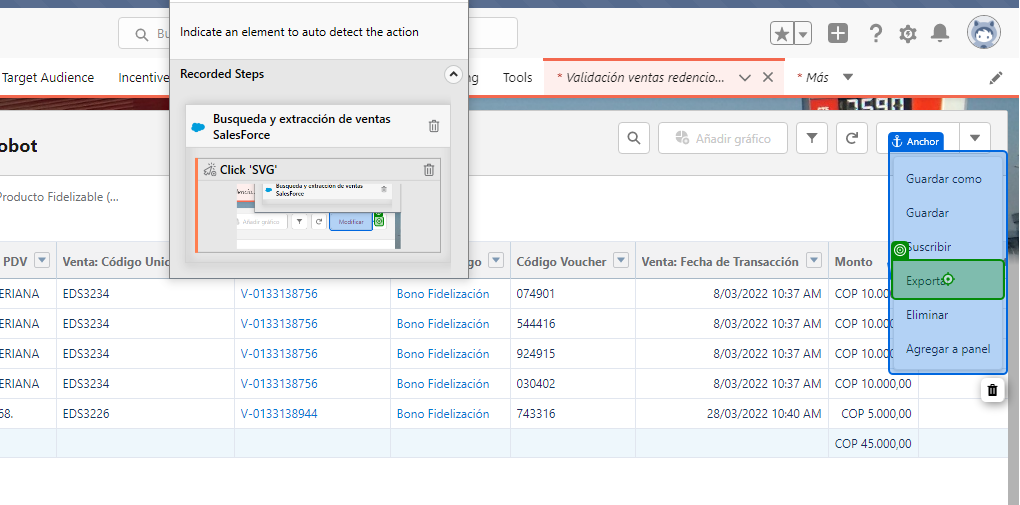 Indicate an element to auto detect the action
Recorded Steps
Target Audience
Incentive
Tools
* Validación ventas redencio...
* Más
Busqueda y extracción de ventas
SalesForce
Click 'SVG'
Busqueda y extracción de ventas
SalesForce
Añadir gráfico
Modificar
Añadir gráfico
Anchor
Guardar como
Guardar
Suscribir
Exportar
Eliminar
Agregar a panel
Producto Fidelizable (...
PDV
Venta: Código Unic
Código Voucher
Venta: Fecha de Transacción
Monto
ERIANA EDS3234 V-0133138756 Bono Fidelización 074901 8/03/2022 10:37 AM COP 10.000
ERIANA EDS3234 V-0133138756 Bono Fidelización 544416 8/03/2022 10:37 AM COP 10.000
ERIANA EDS3234 V-0133138756 Bono Fidelización 924915 8/03/2022 10:37 AM COP 10.000
ERIANA EDS3234 V-0133138756 Bono Fidelización 030402 8/03/2022 10:37 AM COP 10.000,00
68. EDS3226 V-0133138944 Bono Fidelización 743316 28/03/2022 10:40 AM COP 5.000,00
COP 45.000,00